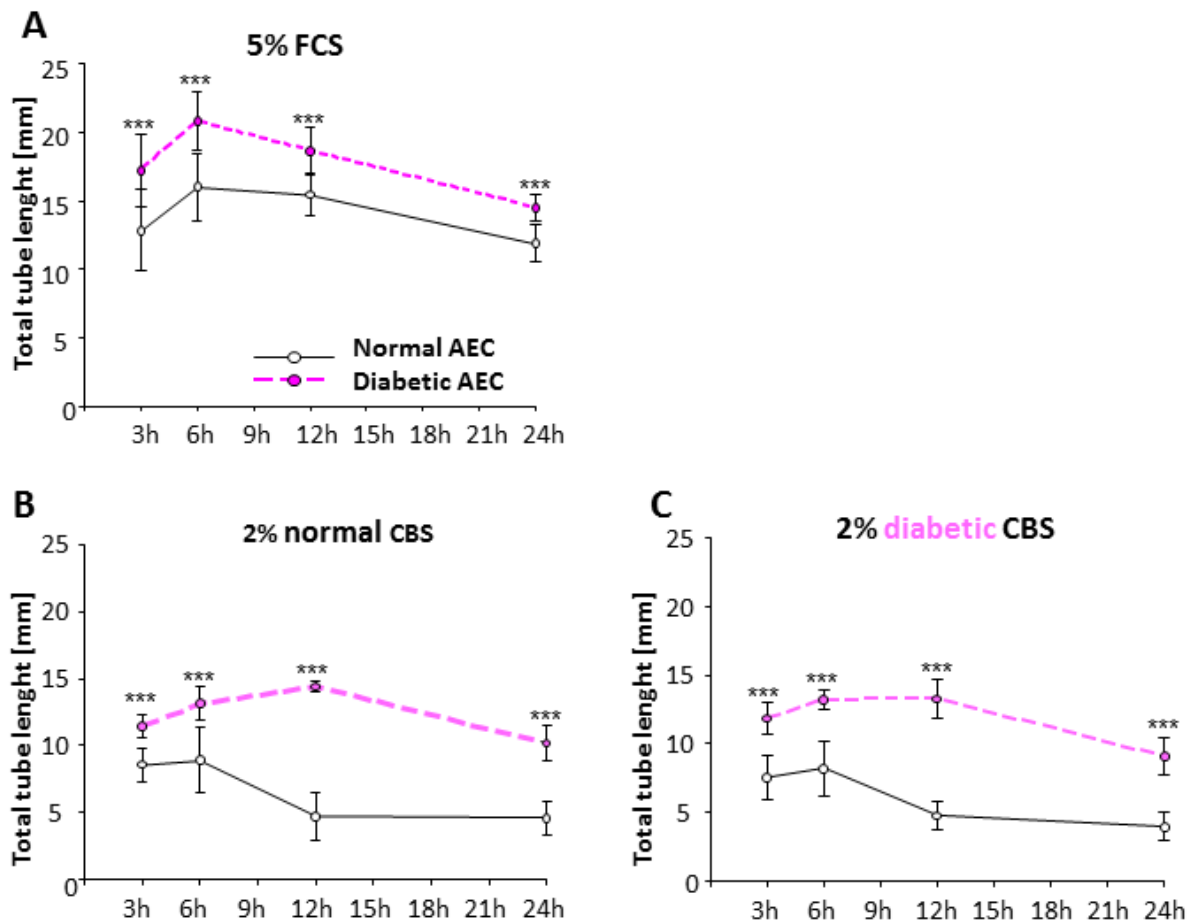 A
5% FCS
Total tube lenght [mm]
25
20
15
10
5
0
***
***
***
***
Normal AEC
Diabetic AEC
3h 6h 9h 12h 15h 18h 21h 24h
B
2% normal CBS
Total tube lenght [mm]
25
20
15
10
5
0
***
***
***
***
3h 6h 9h 12h 15h 18h 21h 24h
C
2% diabetic CBS
Total tube lenght [mm]
25
20
15
10
5
0
***
***
***
***
3h 6h 9h 12h 15h 18h 21h 24h